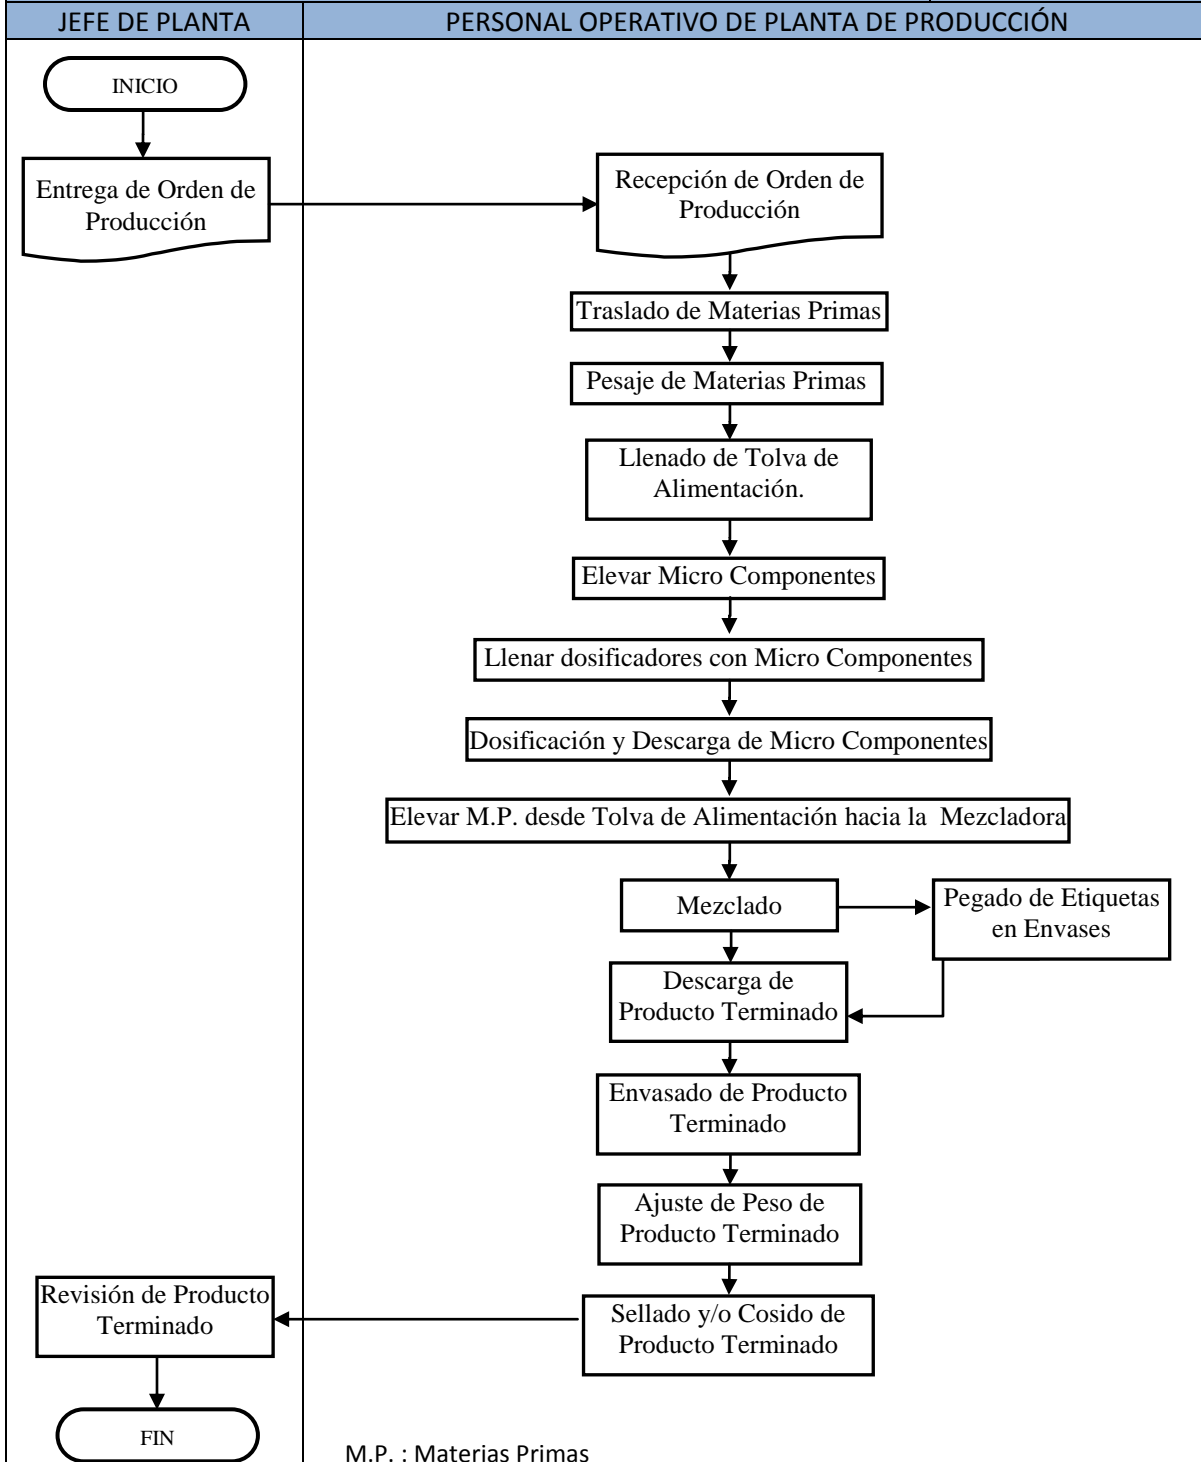 JEFE DE PLANTA
PERSONAL OPERATIVO DE PLANTA DE PRODUCCIÓN
INICIO
Entrega de Orden de
Producción
Recepción de Orden de
Producción
Traslado de Materias Primas
Pesaje de Materias Primas
Llenado de Tolva de
Alimentación.
Elevar Micro Componentes
Llenar dosificadores con Micro Componentes
Dosificación y Descarga de Micro Componentes
Elevar M.P. desde Tolva de Alimentación hacia la Mezcladora
Mezclado
Pegado de Etiquetas
en Envases
Descarga de
Producto Terminado
Envasado de Producto
Terminado
Ajuste de Peso de
Producto Terminado
Sellado y/o Cosido de
Producto Terminado
Revisión de Producto
Terminado
FIN
M.P. : Materias Primas